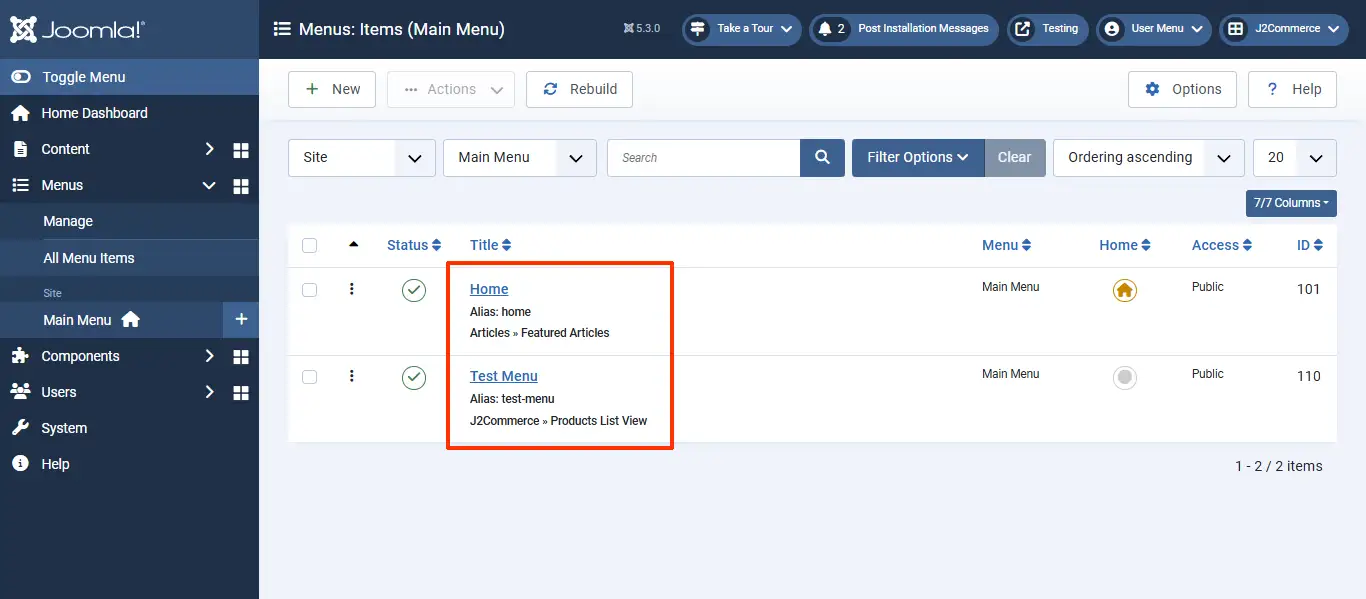 Joomla!
Menus: Items (Main Menu)
5.3.0
Take a Tour
2 Post Installation Messages
Testing
User Menu
J2Commerce
Toggle Menu
Home Dashboard
Content
Menus
Manage
All Menu Items
Site
Main Menu
Components
Users
System
Help
+ New
Actions
Rebuild
Options
? Help
Site
Main Menu
Search
Filter Options
Clear
Ordering ascending
20
7/7 Columns
Status Title Menu Home Access ID
Home Main Menu Public 101
Alias: home
Articles » Featured Articles
Test Menu Main Menu Public 110
Alias: test-menu
J2Commerce » Products List View
1 - 2 / 2 items